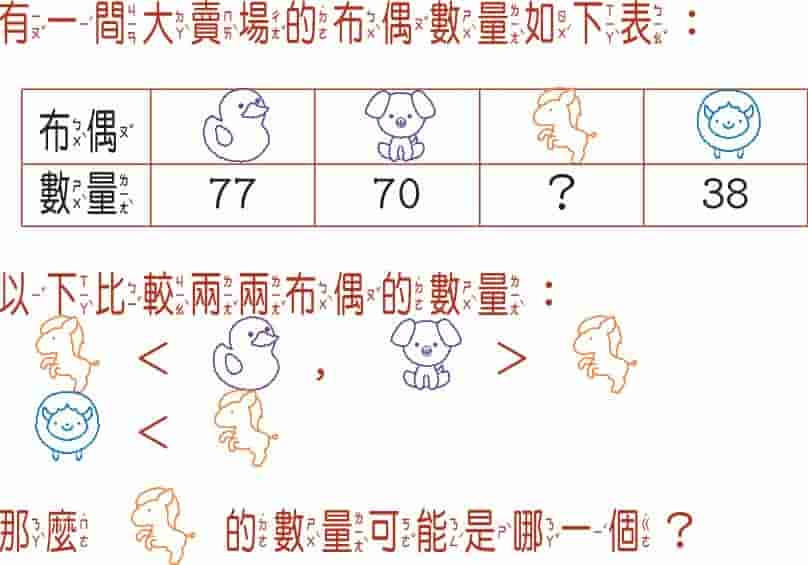 有一間大賣場的布偶數量如下表：
布偶
數量 77 70 ? 38
以下比較兩兩布偶的數量：
< , >
<
那麼 的數量可能是哪一個？